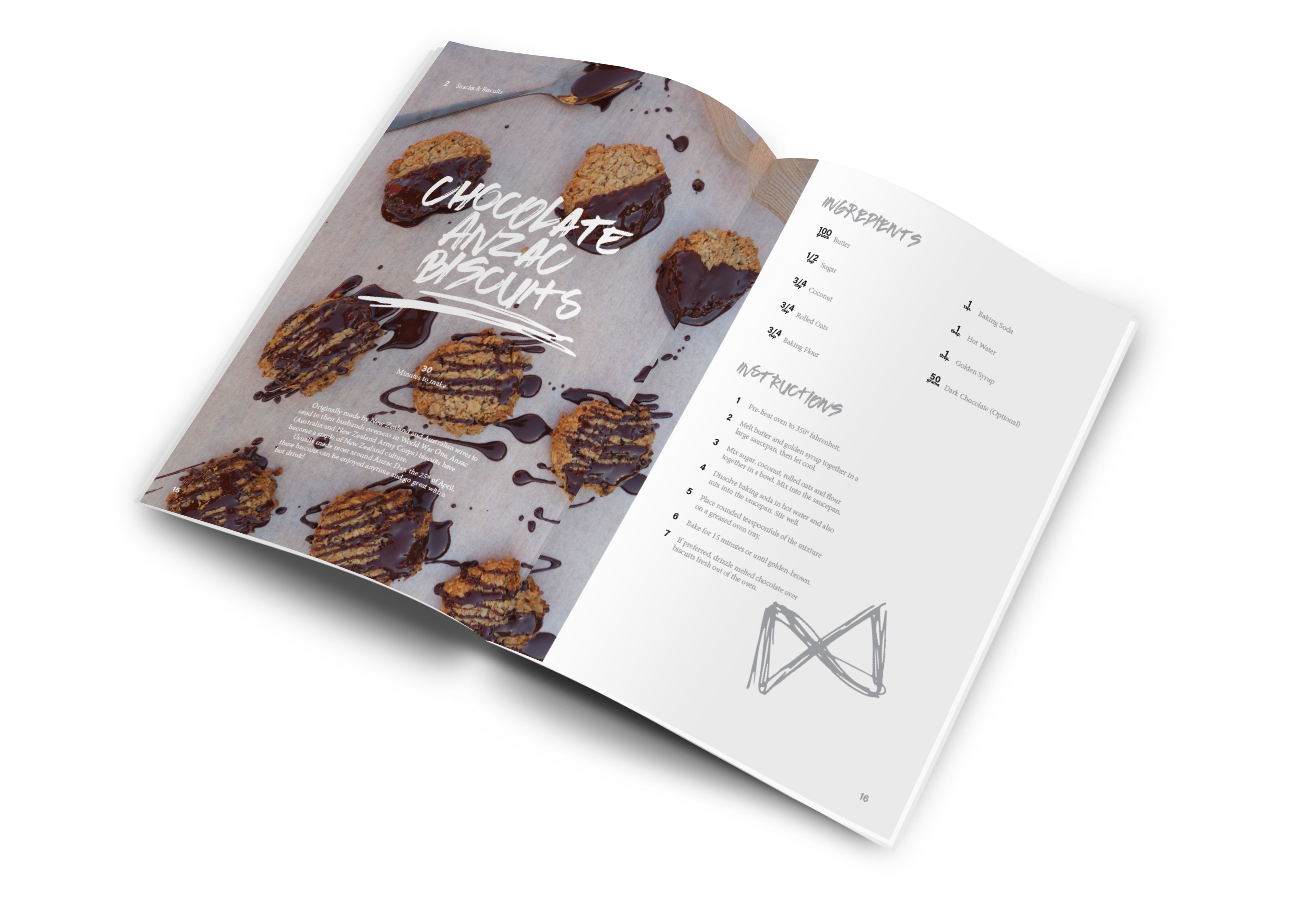 2 Snacks & Biscuits
CHOCOLATE
ANZAC
BISCUITS
30
Minutes to make
Originally made by New Zealand and Australian wives to
send to their husbands overseas in World War One, Anzac
(Australia and New Zealand Army Corps) biscuits have
become a staple of New Zealand culture.
Usually made most around Anzac Day, the 25th of April,
these biscuits can be enjoyed anytime and go great with a
hot drink!
15
INGREDIENTS
100
grams
Butter
1/2
cup
Sugar
3/4
cup
Coconut
3/4
cup
Rolled Oats
3/4
cup
Baking Flour
1
tsp.
Baking Soda
1
tbsp.
Hot Water
1
tbsp.
Golden Syrup
50
grams
Dark Chocolate (Optional)
INSTRUCTIONS
1 Pre-heat oven to 350° fahrenheit.
2 Melt butter and golden syrup together in a
large saucepan, then let cool.
3 Mix sugar, coconut, rolled oats and flour
together in a bowl. Mix into the saucepan.
4 Dissolve baking soda in hot water and also
mix into the saucepan. Stir well.
5 Place rounded teaspoonfuls of the mixture
on a greased oven tray.
6 Bake for 15 minutes or until golden-brown.
7 If preferred, drizzle melted chocolate over
biscuits fresh out of the oven.
16